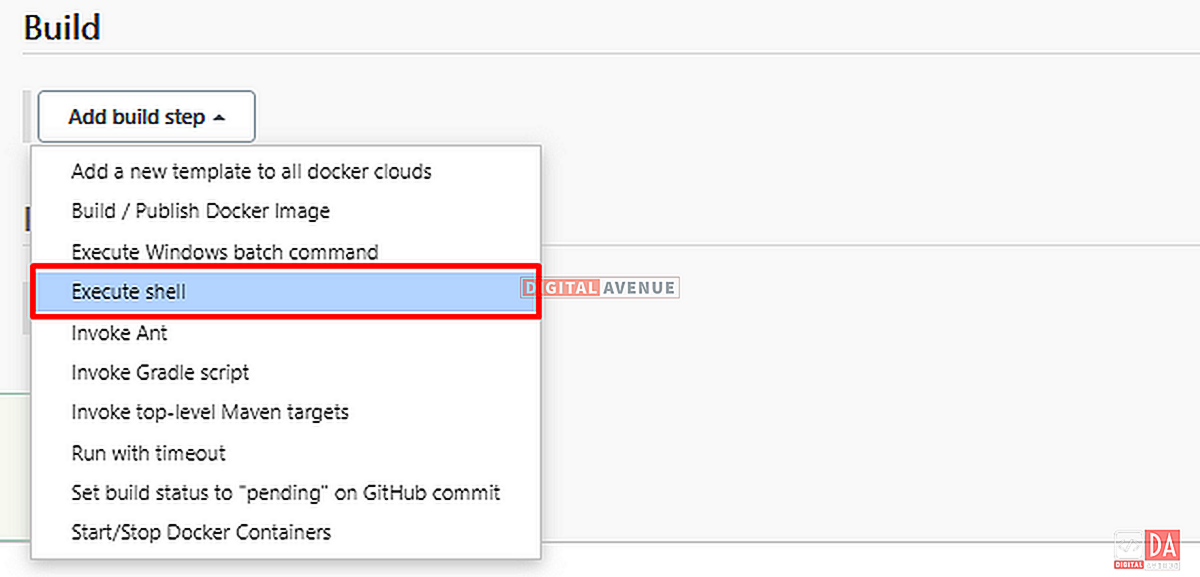 Build
Add build step
Add a new template to all docker clouds
Build / Publish Docker Image
Execute Windows batch command
Execute shell
DIGITAL AVENUE
Invoke Ant
Invoke Gradle script
Invoke top-level Maven targets
Run with timeout
Set build status to "pending" on GitHub commit
Start/Stop Docker Containers
</> DA
DIGITAL AVENUE